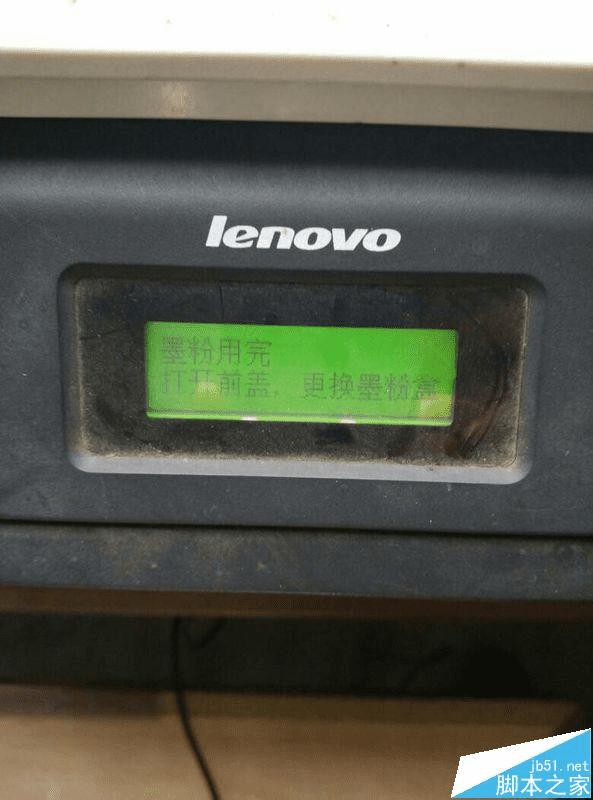 lenovo
墨粉用完
打开前盖，更换墨粉盒
jb51.net
脚本之家